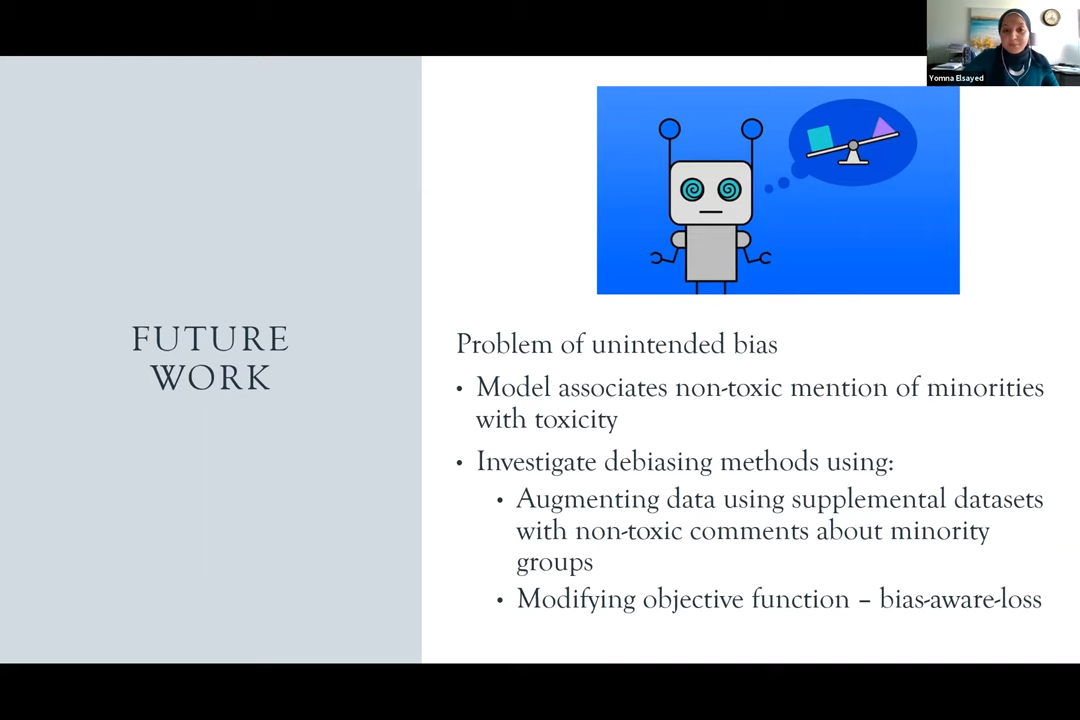 Yomna Elsayed
FUTURE
WORK
Problem of unintended bias
• Model associates non-toxic mention of minorities
with toxicity
• Investigate debiasing methods using:
• Augmenting data using supplemental datasets
with non-toxic comments about minority
groups
• Modifying objective function – bias-aware-loss